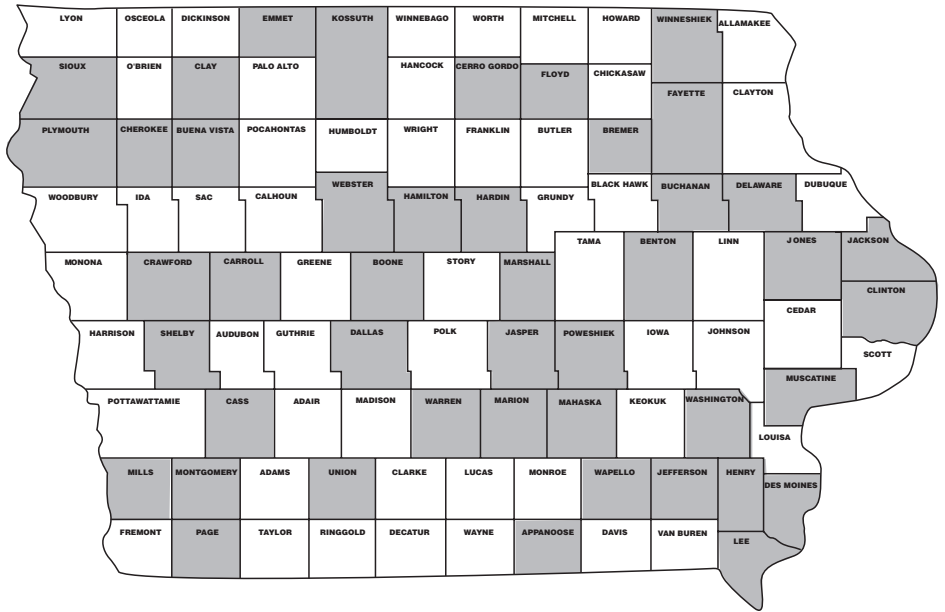 LYON OSCEOLA DICKINSON EMMET KOSSUTH WINNEBAGO WORTH MITCHELL HOWARD WINNESHIEK ALLAMAKEE
SIOUX O'BRIEN CLAY PALO ALTO HANCOCK CERRO GORDO FLOYD CHICKASAW
FAYETTE CLAYTON
PLYMOUTH CHEROKEE BUENA VISTA POCAHONTAS HUMBOLDT WRIGHT FRANKLIN BUTLER BREMER
WOODBURY IDA SAC CALHOUN WEBSTER HAMILTON HARDIN GRUNDY BLACK HAWK BUCHANAN DELAWARE DUBUQUE
TAMA BENTON LINN JONES JACKSON
MONONA CRAWFORD CARROLL GREENE BOONE STORY MARSHALL
CLINTON
CEDAR
HARRISON SHELBY AUDUBON GUTHRIE DALLAS POLK JASPER POWESHIEK IOWA JOHNSON
SCOTT
MUSCATINE
POTTAWATTAMIE CASS ADAIR MADISON WARREN MARION MAHASKA KEOKUK WASHINGTON
LOUISA
MILLS MONTGOMERY ADAMS UNION CLARKE LUCAS MONROE WAPELLO JEFFERSON HENRY
DES MOINES
FREMONT PAGE TAYLOR RINGGOLD DECATUR WAYNE APPANOOSE DAVIS VAN BUREN
LEE